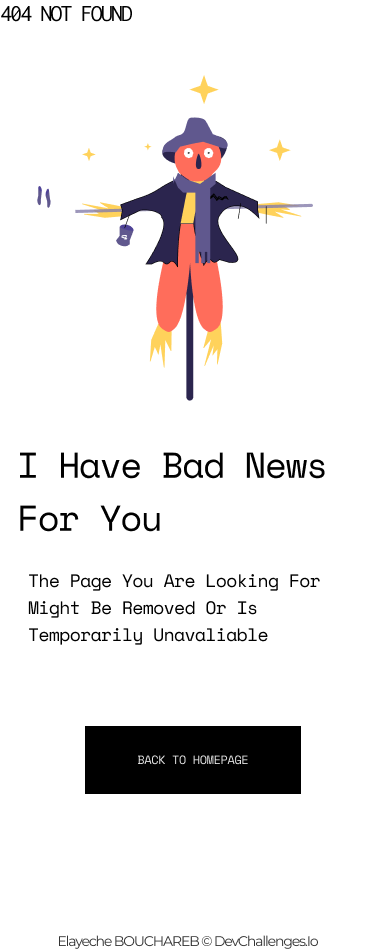 404 NOT FOUND
I Have Bad News
For You
The Page You Are Looking For
Might Be Removed Or Is
Temporarily Unavaliable
BACK TO HOMEPAGE
Elayeche BOUCHAREB © DevChallenges.Io